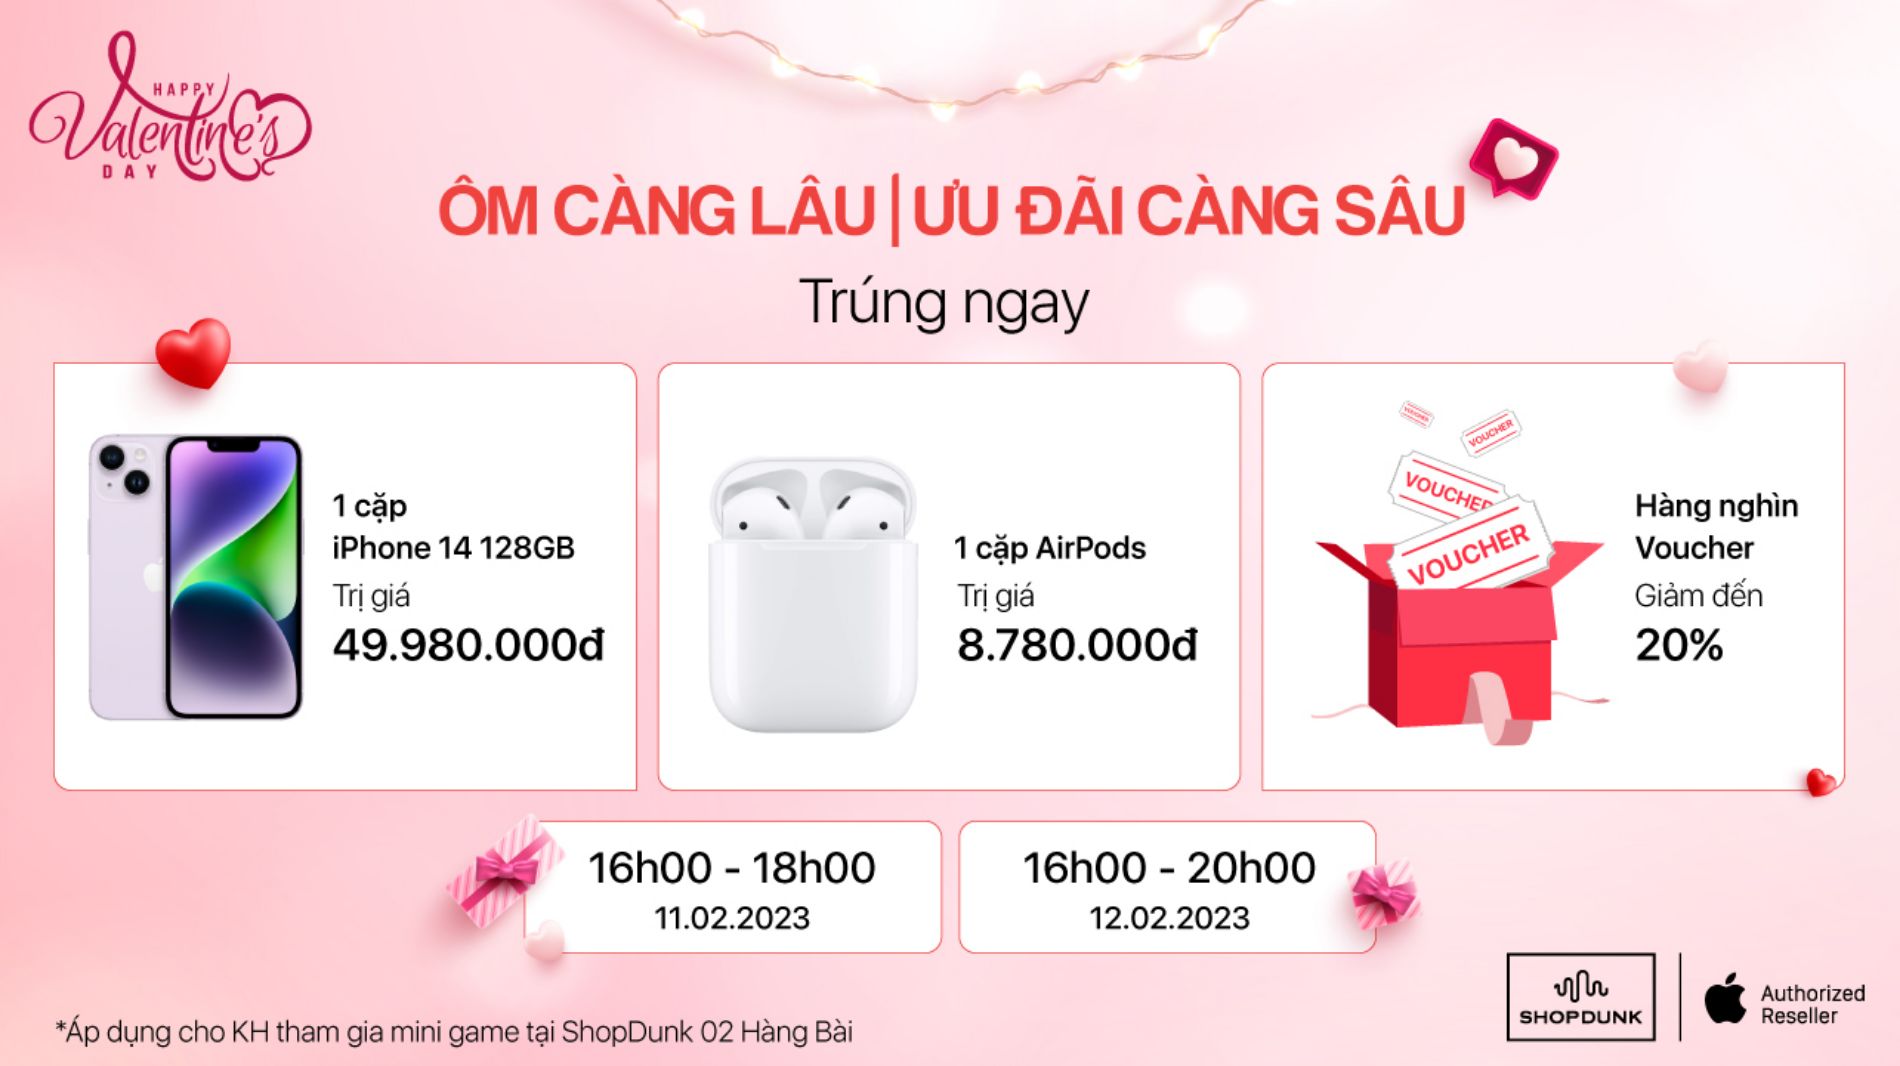 HAPPY
Valentine's
DAY
ÔM CÀNG LÂU | ƯU ĐÃI CÀNG SÂU
Trúng ngay
1 cặp
iPhone 14 128GB
Trị giá
49.980.000đ
1 cặp AirPods
Trị giá
8.780.000đ
VOUCHER
VOUCHER
VOUCHER
VOUCHER
Hàng nghìn
Voucher
Giảm đến
20%
16h00 - 18h00
11.02.2023
16h00 - 20h00
12.02.2023
*Áp dụng cho KH tham gia mini game tại ShopDunk 02 Hàng Bài
SHOPDUNK
Authorized
Reseller